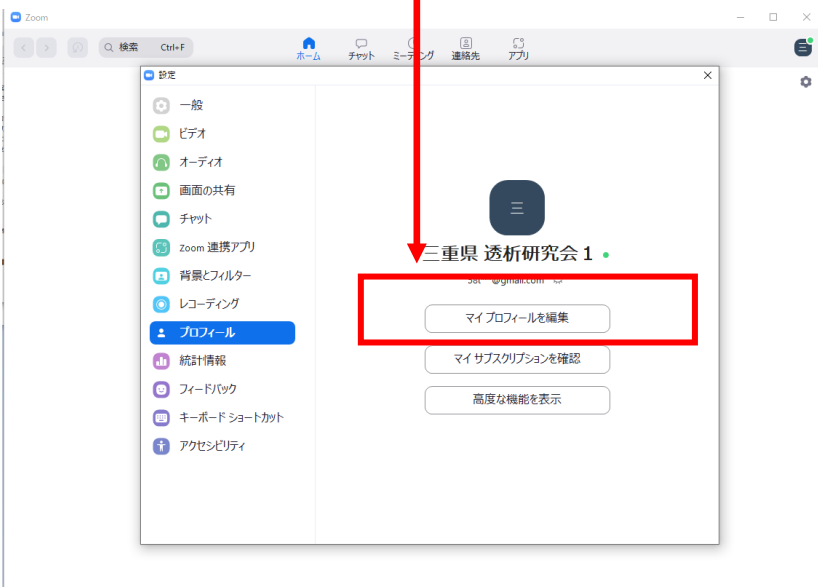 Zoom
検索 Ctrl+F
ホーム チャット ミーティング 連絡先 アプリ
三
設定
一般
ビデオ
オーディオ
画面の共有
チャット
Zoom 連携アプリ
背景とフィルター
レコーディング
プロフィール
統計情報
フィードバック
キーボード ショートカット
アクセシビリティ
三
三重県 透析研究会 1
@gmail.com
マイ プロフィールを編集
マイ サブスクリプションを確認
高度な機能を表示